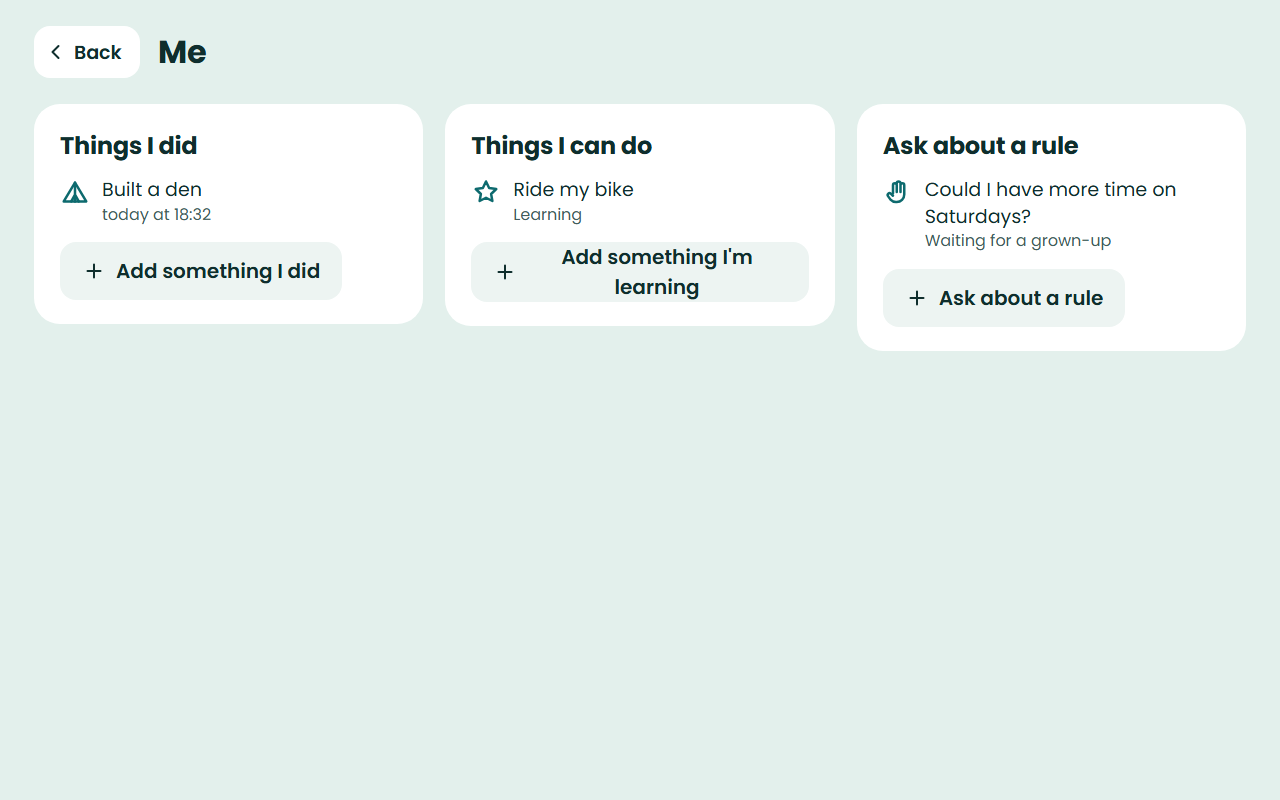 Back
Me
Things I did
Built a den
today at 18:32
Add something I did
Things I can do
Ride my bike
Learning
Add something I'm
learning
Ask about a rule
Could I have more time on
Saturdays?
Waiting for a grown-up
Ask about a rule